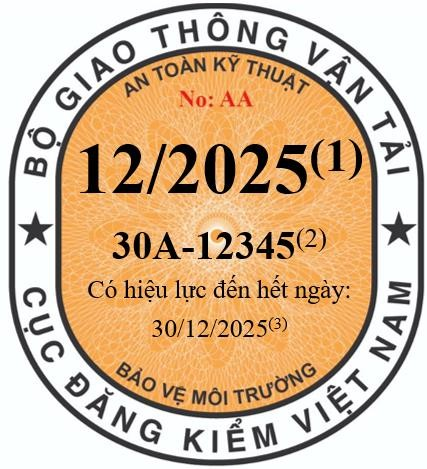 BỘ GIAO THÔNG VẬN TẢI
AN TOÀN KỸ THUẬT
No: AA
12/2025(1)
30A-12345(2)
Có hiệu lực đến hết ngày:
30/12/2025(3)
BẢO VỆ MÔI TRƯỜNG
CỤC ĐĂNG KIỂM VIỆT NAM